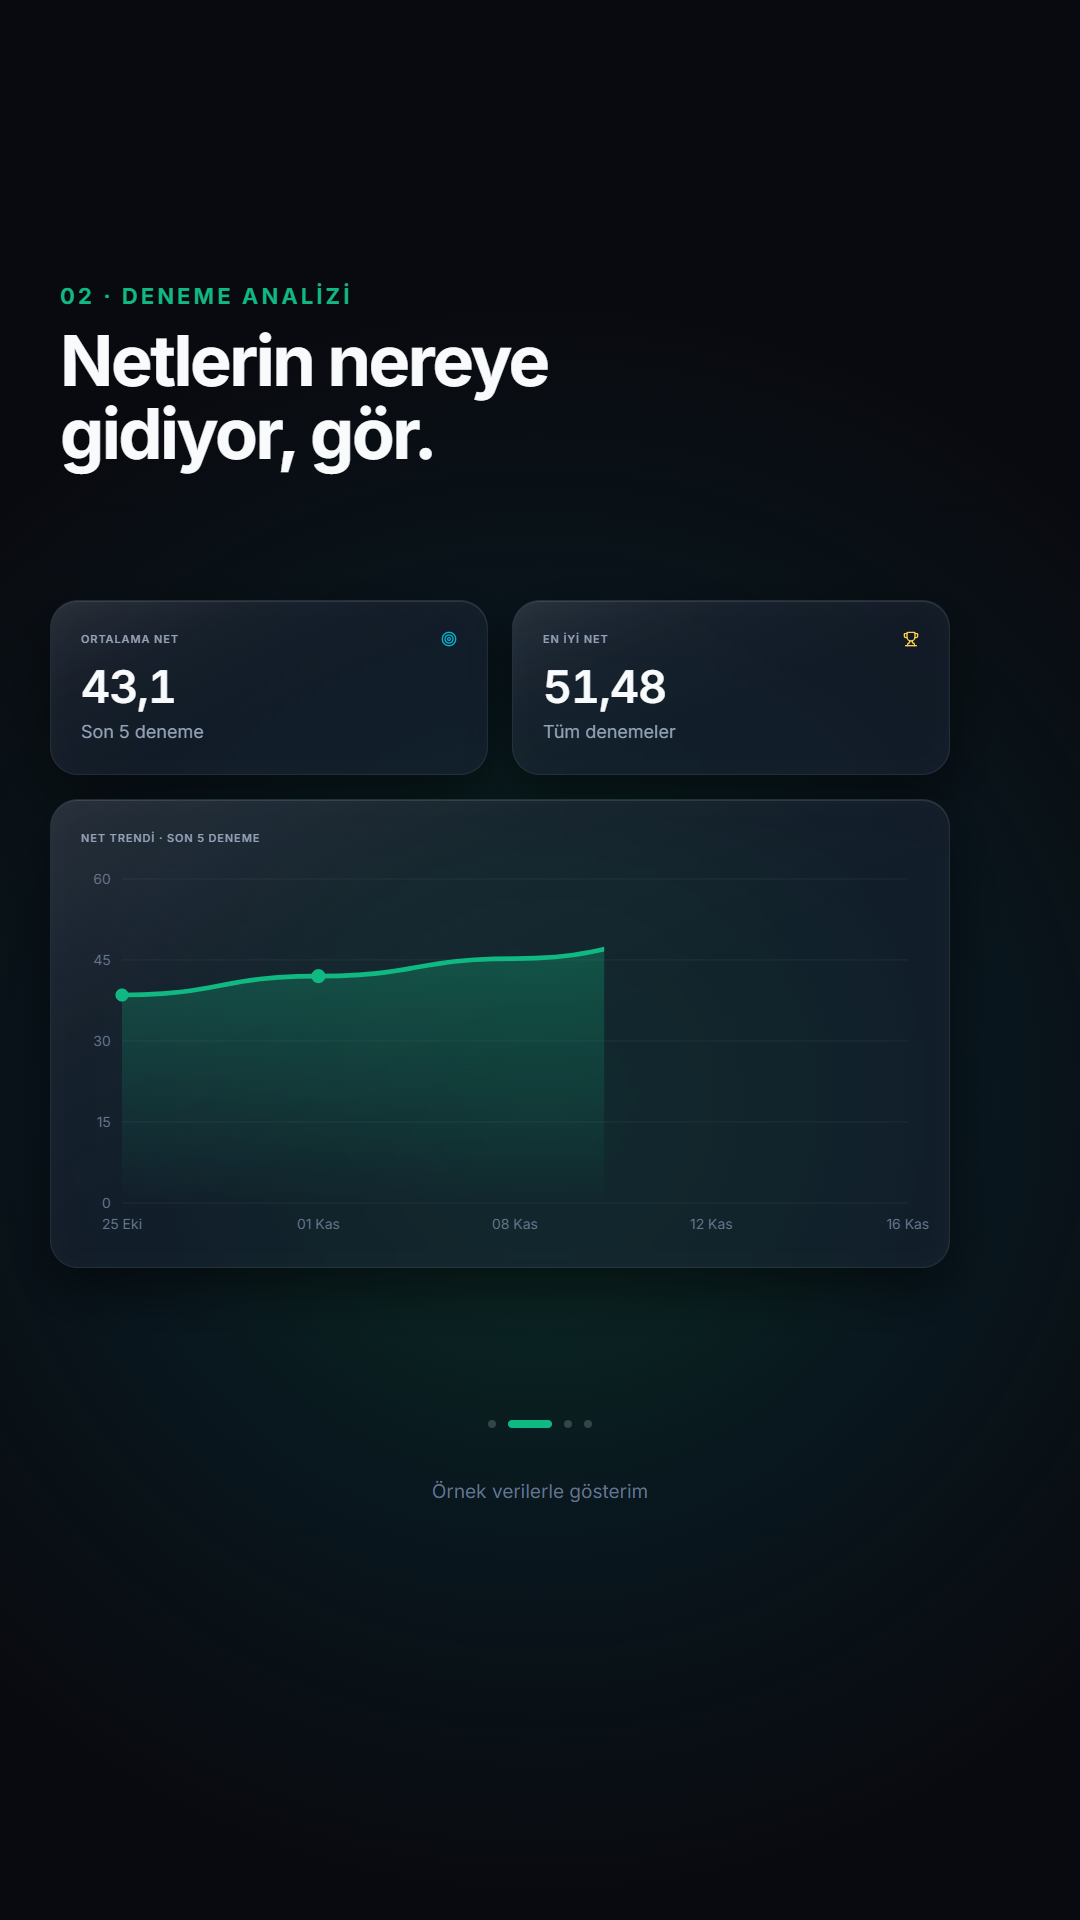 02 · DENEME ANALİZİ
Netlerin nereye
gidiyor, gör.
ORTALAMA NET
43,1
Son 5 deneme
EN İYİ NET
51,48
Tüm denemeler
NET TRENDİ · SON 5 DENEME
60
45
30
15
0
25 Eki 01 Kas 08 Kas 12 Kas 16 Kas
Örnek verilerle gösterim